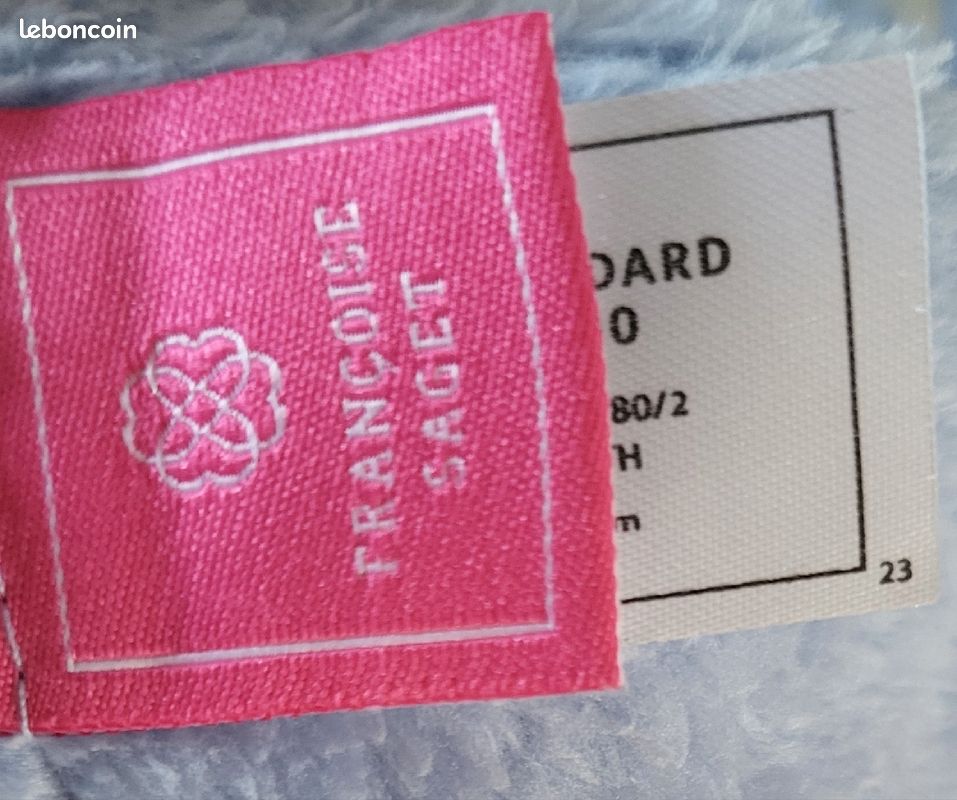 leboncoin
FRANÇOISE
SAGET
DARD
0
80/2
H
m
23